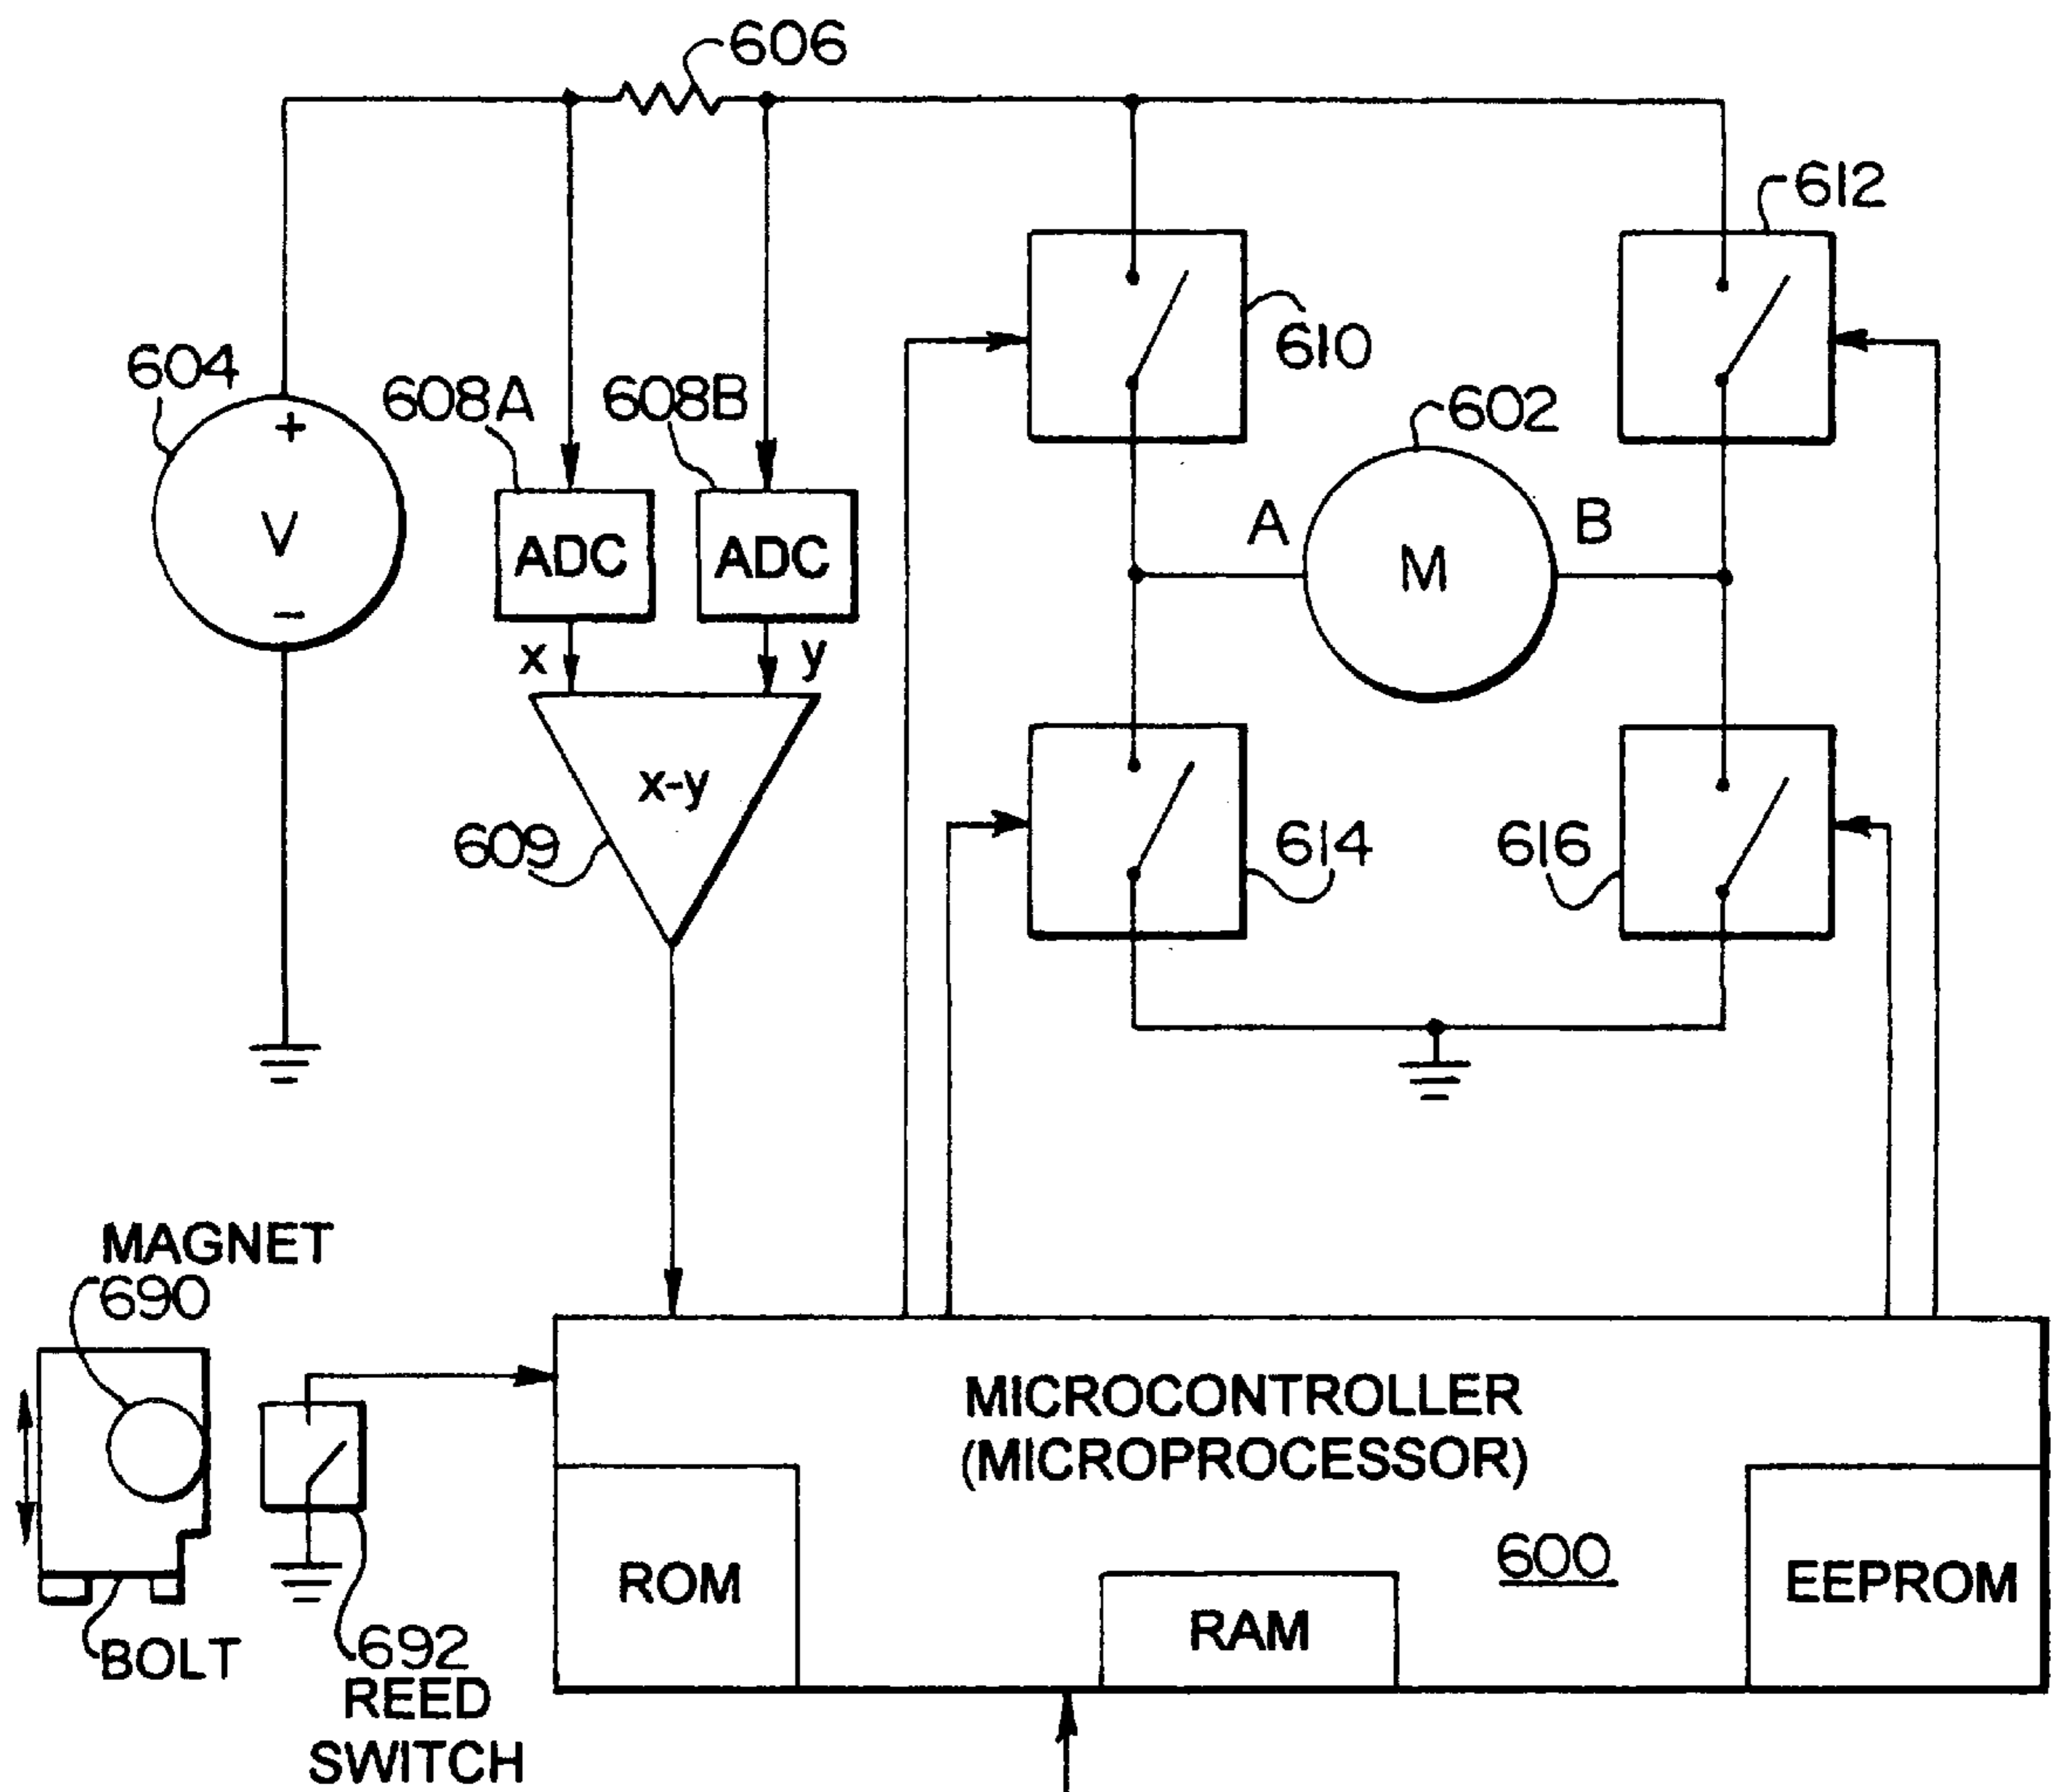 606
612
610
604
608A
608B
602
+
V
−
ADC
ADC
A
M
B
x
y
x-y
609
614
616
MAGNET
690
MICROCONTROLLER
(MICROPROCESSOR)
600
ROM
RAM
EEPROM
BOLT
692
REED
SWITCH